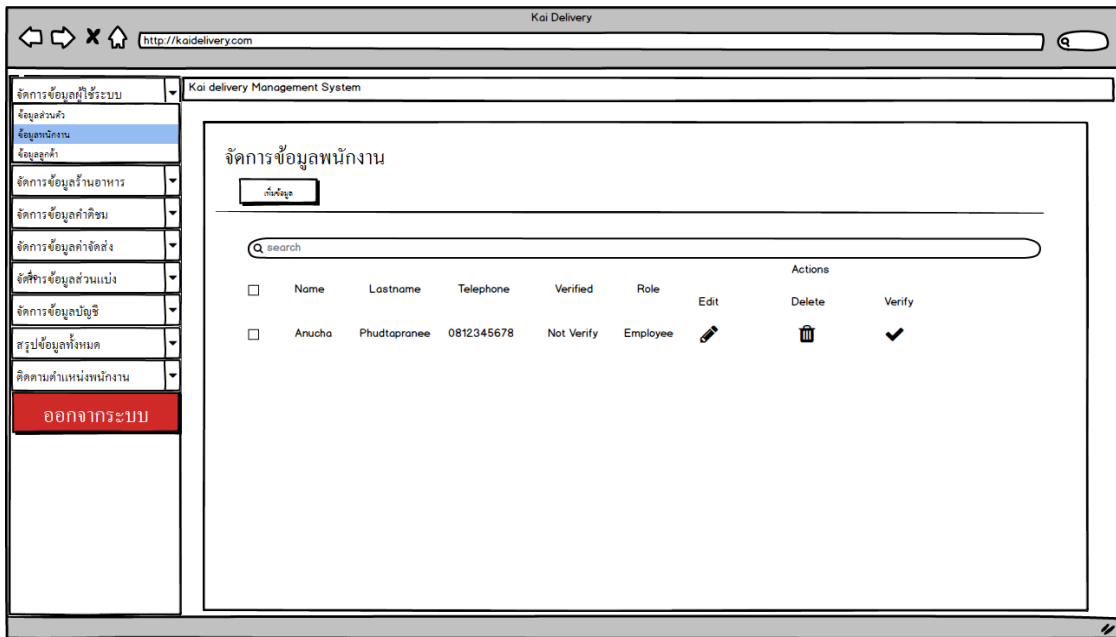 Kai Delivery
http://kaidelivery.com
Kai delivery Management System
จัดการข้อมูลผู้ใช้ระบบ
ข้อมูลส่วนตัว
ข้อมูลพนักงาน
ข้อมูลลูกค้า
จัดการข้อมูลร้านอาหาร
จัดการข้อมูลคำติชม
จัดการข้อมูลค่าจัดส่ง
จัดการข้อมูลส่วนแบ่ง
จัดการข้อมูลบัญชี
สรุปข้อมูลทั้งหมด
ติดตามตำแหน่งพนักงาน
ออกจากระบบ
จัดการข้อมูลพนักงาน
เพิ่มข้อมูล
search
Actions
Name Lastname Telephone Verified Role
Edit Delete Verify
Anucha Phudtapranee 0812345678 Not Verify Employee